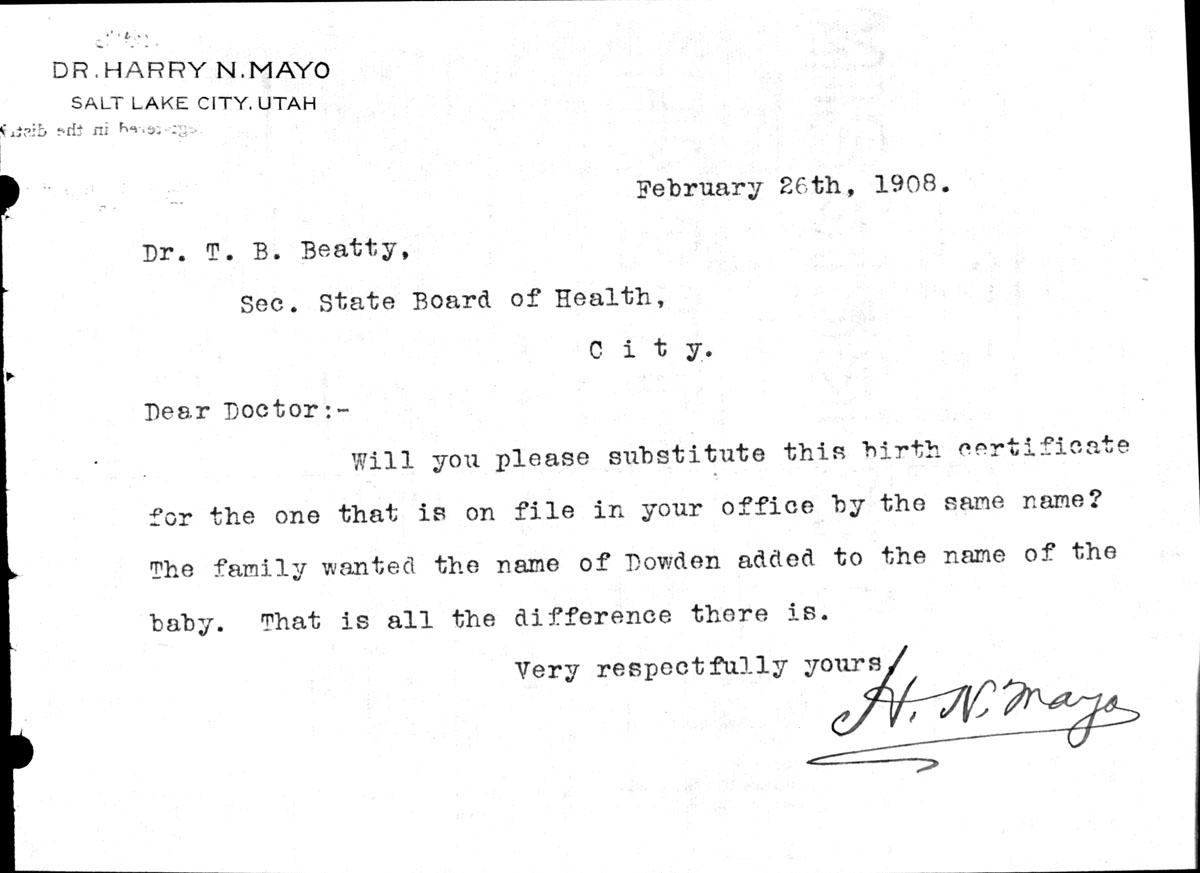 DR. HARRY N. MAYO
SALT LAKE CITY, UTAH
February 26th, 1908.
Dr. T. B. Beatty,
Sec. State Board of Health,
C i t y.
Dear Doctor:-
Will you please substitute this birth certificate
for the one that is on file in your office by the same name?
The family wanted the name of Dowden added to the name of the
baby. That is all the difference there is.
Very respectfully yours,
H. N. Mayo